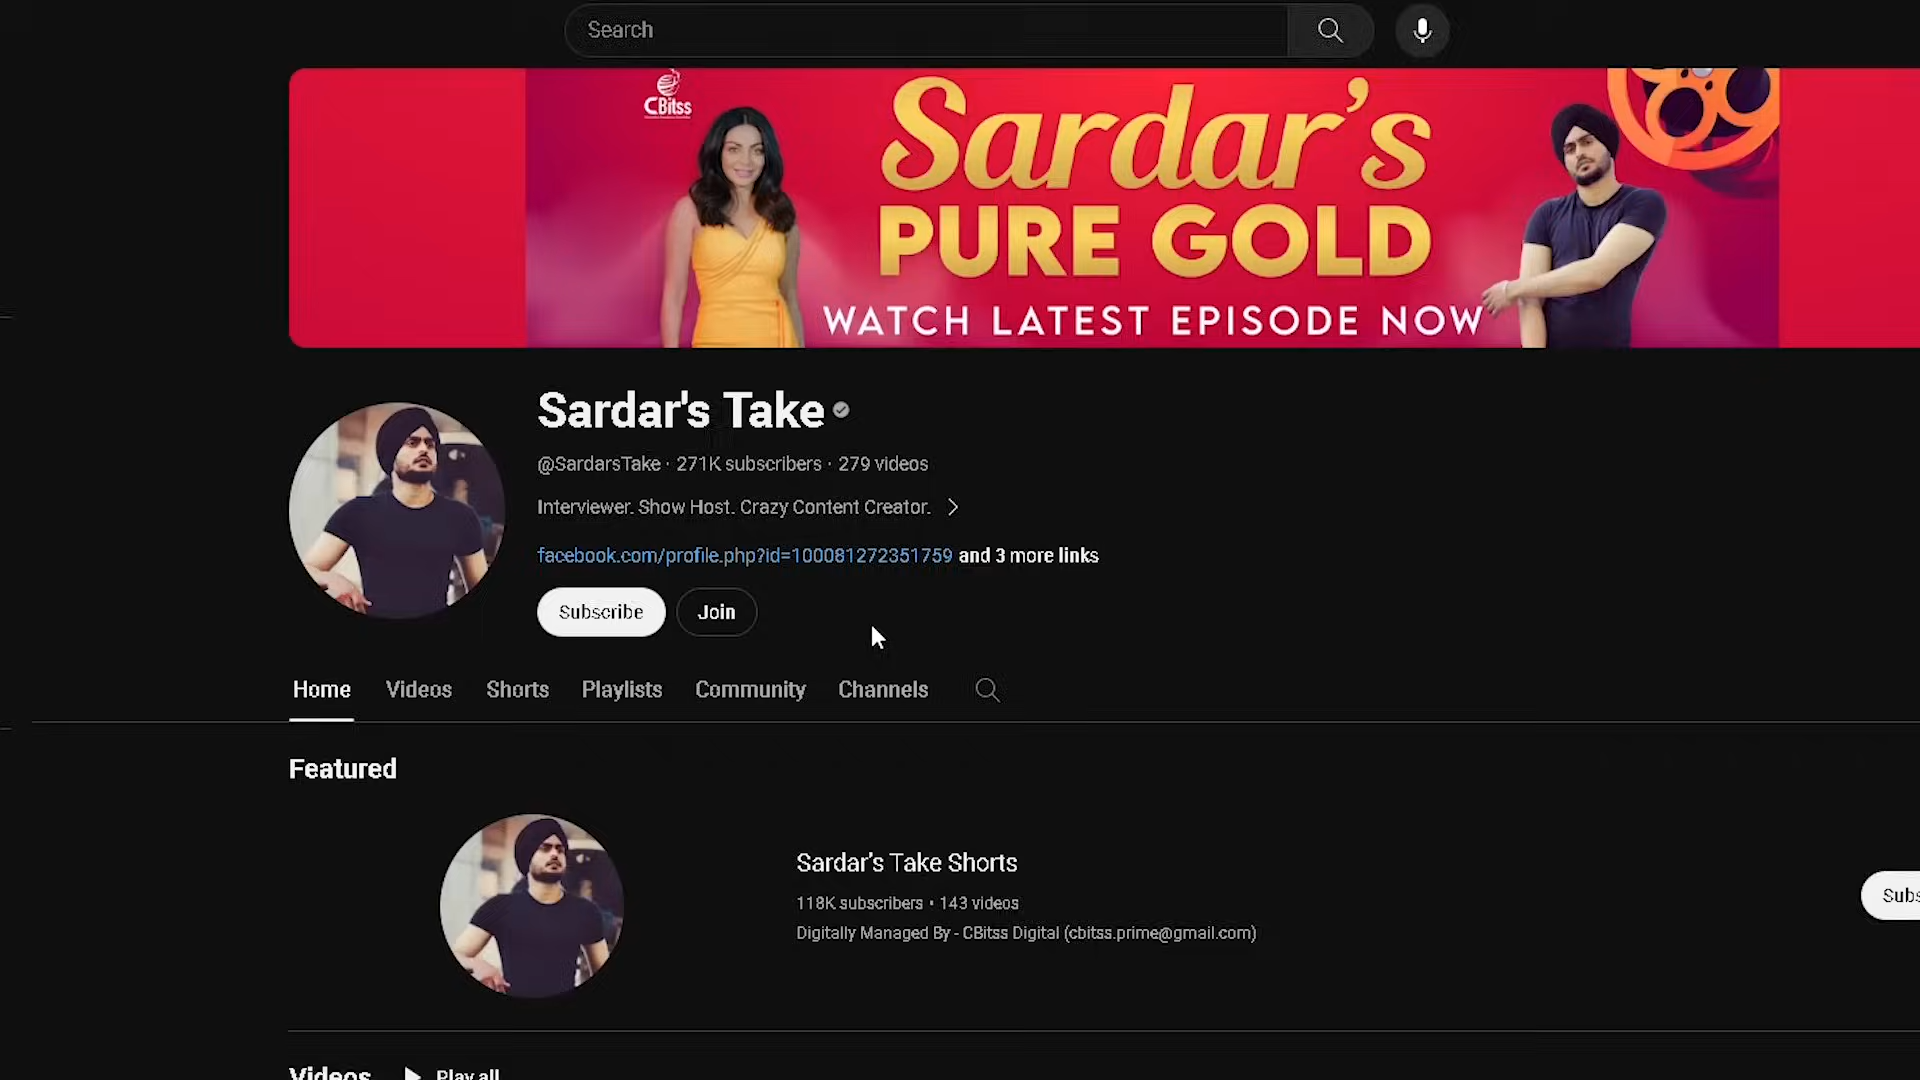 Search
CBitss
Sardar's
PURE GOLD
WATCH LATEST EPISODE NOW
Sardar's Take
@SardarsTake · 271K subscribers · 279 videos
Interviewer. Show Host. Crazy Content Creator.
facebook.com/profile.php?id=100081272351759 and 3 more links
Subscribe Join
Home Videos Shorts Playlists Community Channels
Featured
Sardar's Take Shorts
118K subscribers • 143 videos
Subs
Digitally Managed By - CBitss Digital (cbitss.prime@gmail.com)
Videos Play all